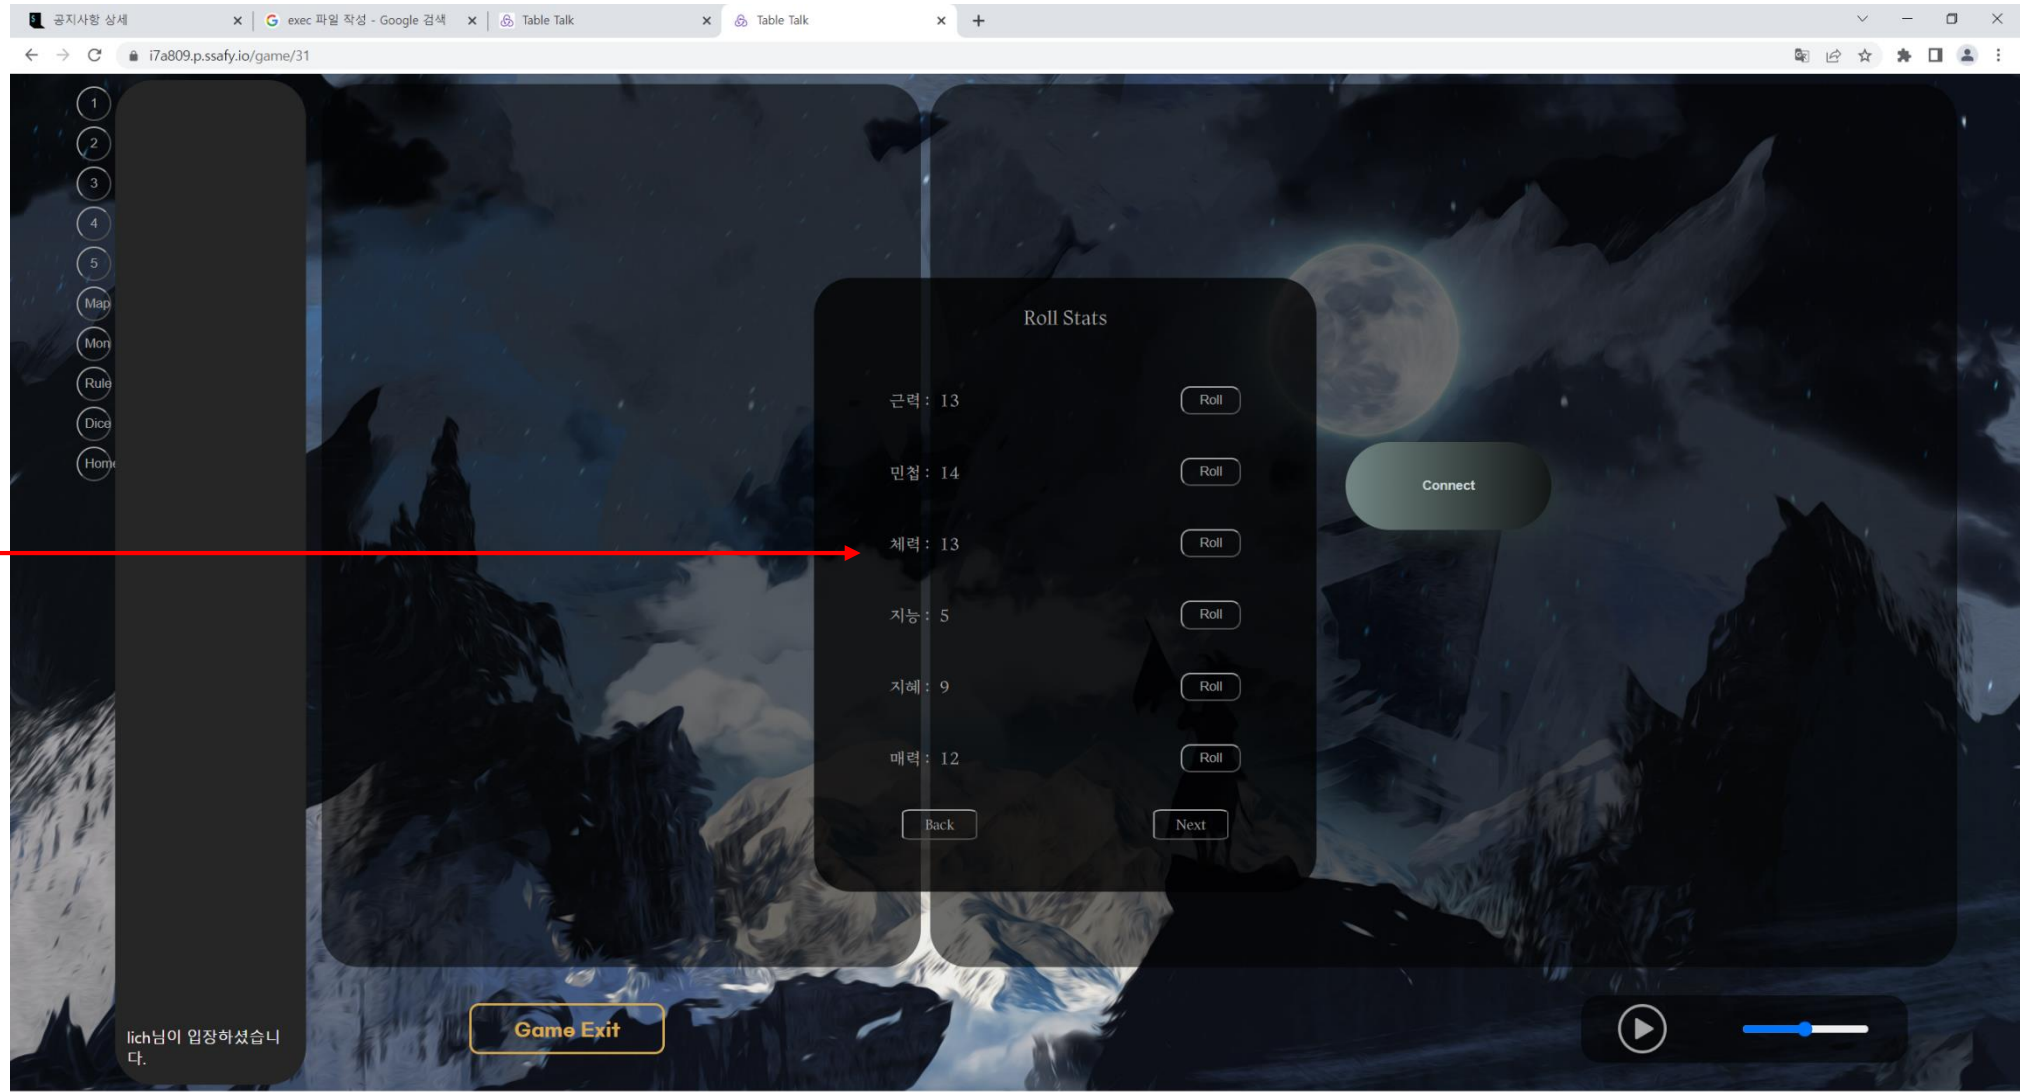 공지사항 상세
exec 파일 작성 - Google 검색
Table Talk
Table Talk
i7a809.p.ssafy.io/game/31
1
2
3
4
5
Map
Mon
Rule
Dice
Home
Roll Stats
근력 : 13 Roll
민첩 : 14 Roll
체력 : 13 Roll
지능 : 5 Roll
지혜 : 9 Roll
매력 : 12 Roll
Back Next
Connect
lich님이 입장하셨습니
다.
Game Exit